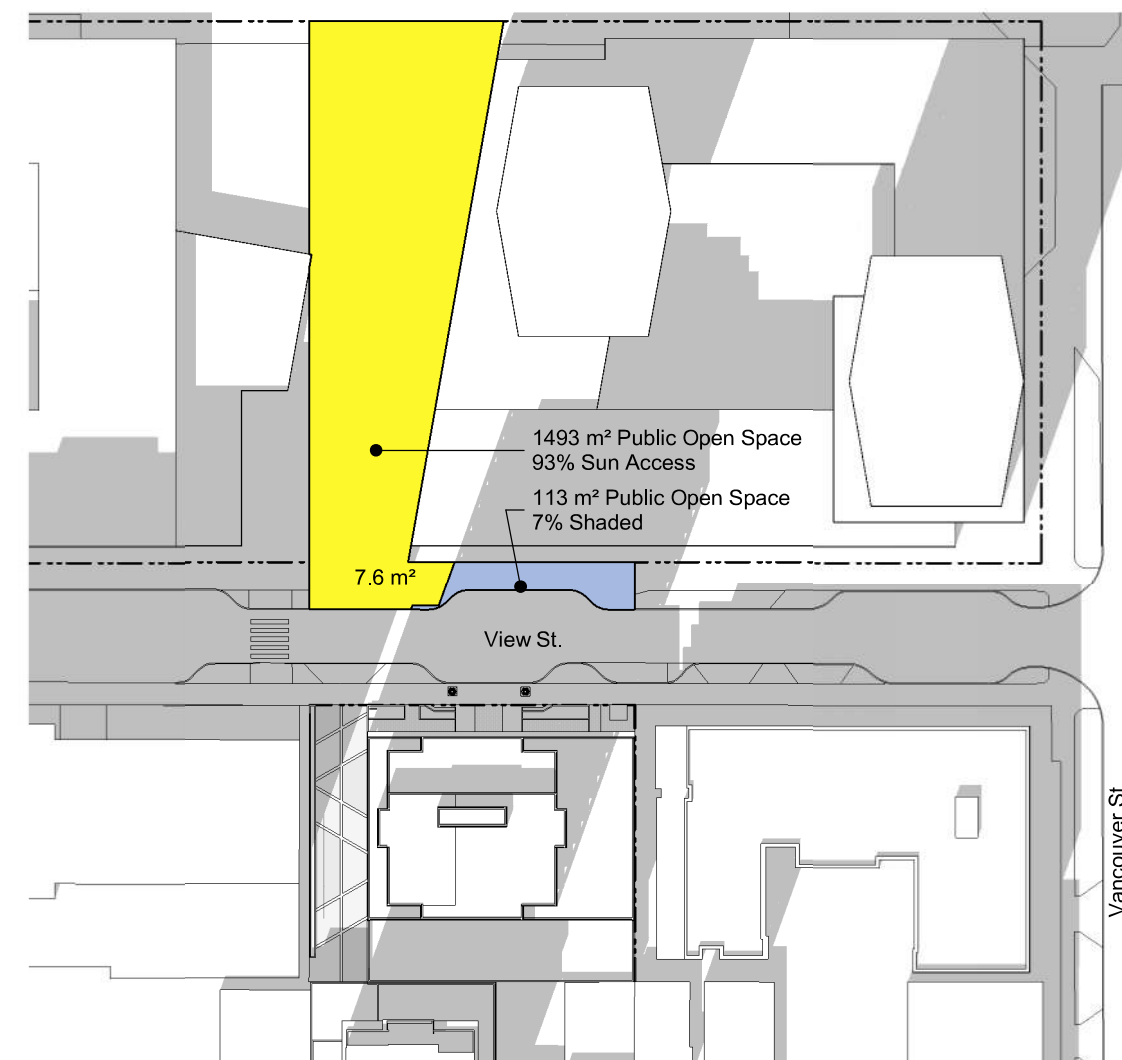 1493 m² Public Open Space
93% Sun Access
113 m² Public Open Space
7% Shaded
7.6 m²
View St.
Vancouver St.